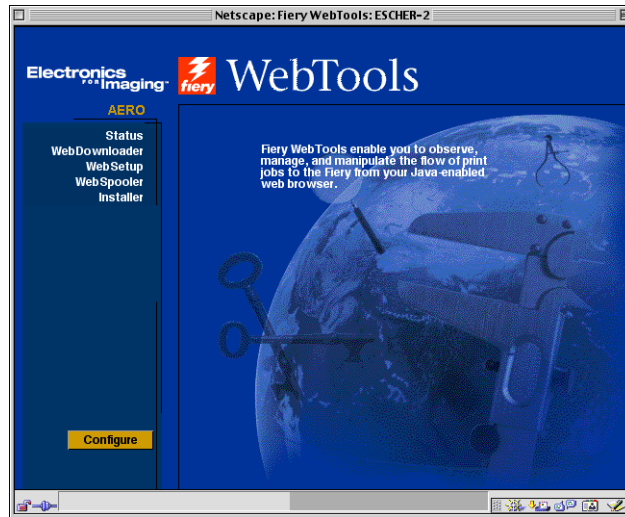 Netscape: Fiery WebTools: ESCHER-2
Electronics
FOR Imaging
fiery
WebTools
AERO
Status
WebDownloader
WebSetup
WebSpooler
Installer
Fiery WebTools enable you to observe,
manage, and manipulate the flow of print
jobs to the Fiery from your Java-enabled
web browser.
Configure